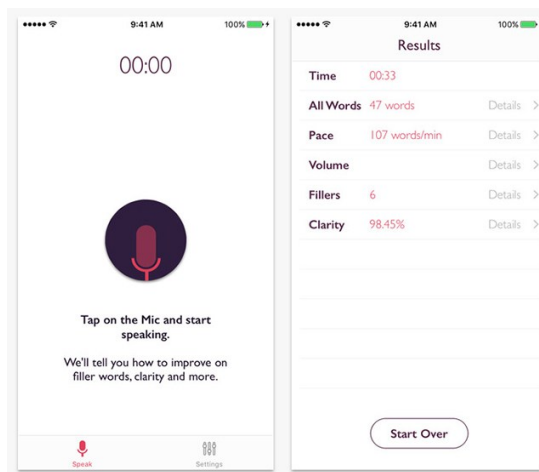 9:41 AM 100%
00:00
Tap on the Mic and start
speaking.
We'll tell you how to improve on
filler words, clarity and more.
Speak Settings
9:41 AM 100%
Results
Time 00:33
All Words 47 words Details
Pace 107 words/min Details
Volume Details
Fillers 6 Details
Clarity 98.45% Details
Start Over